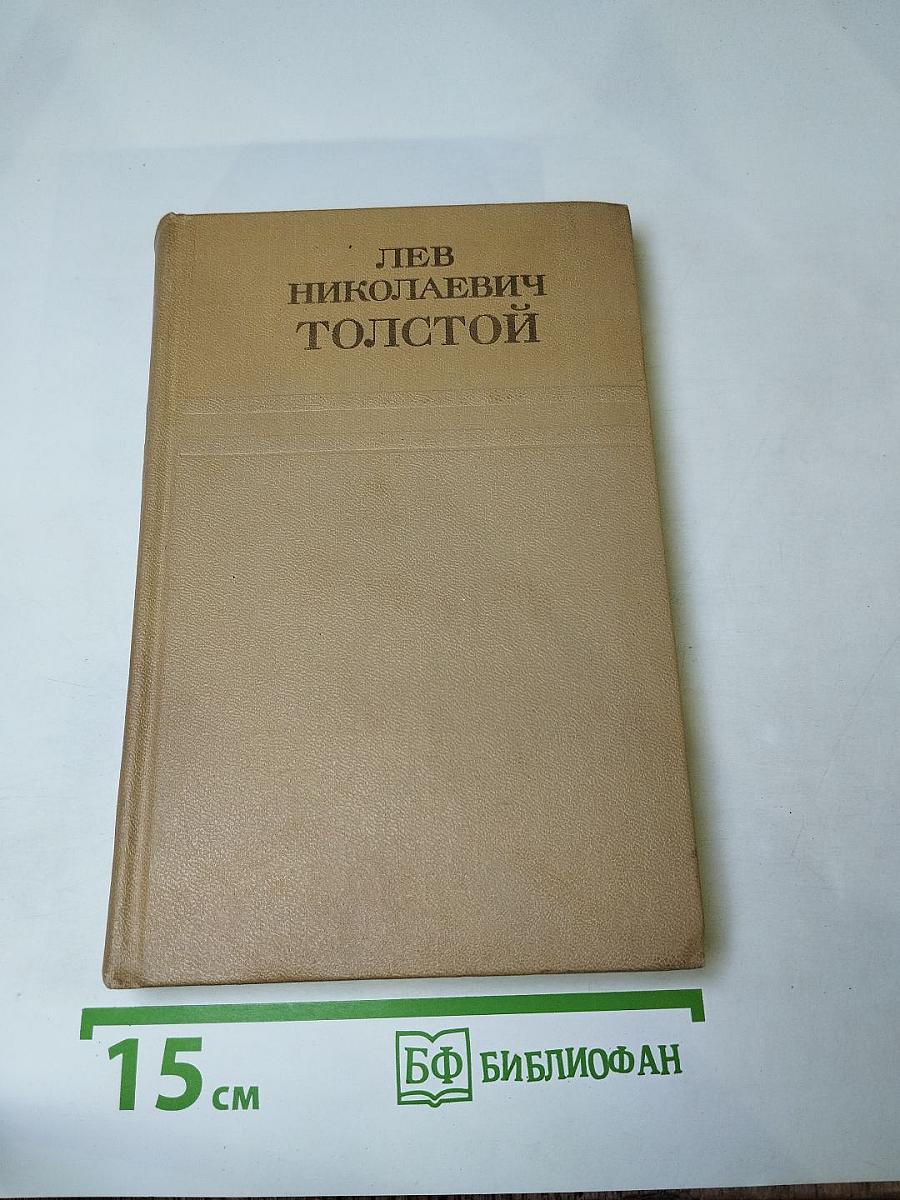 ЛЕВ
НИКОЛАЕВИЧ
ТОЛСТОЙ
15 см
БФ БИБЛИОФАН